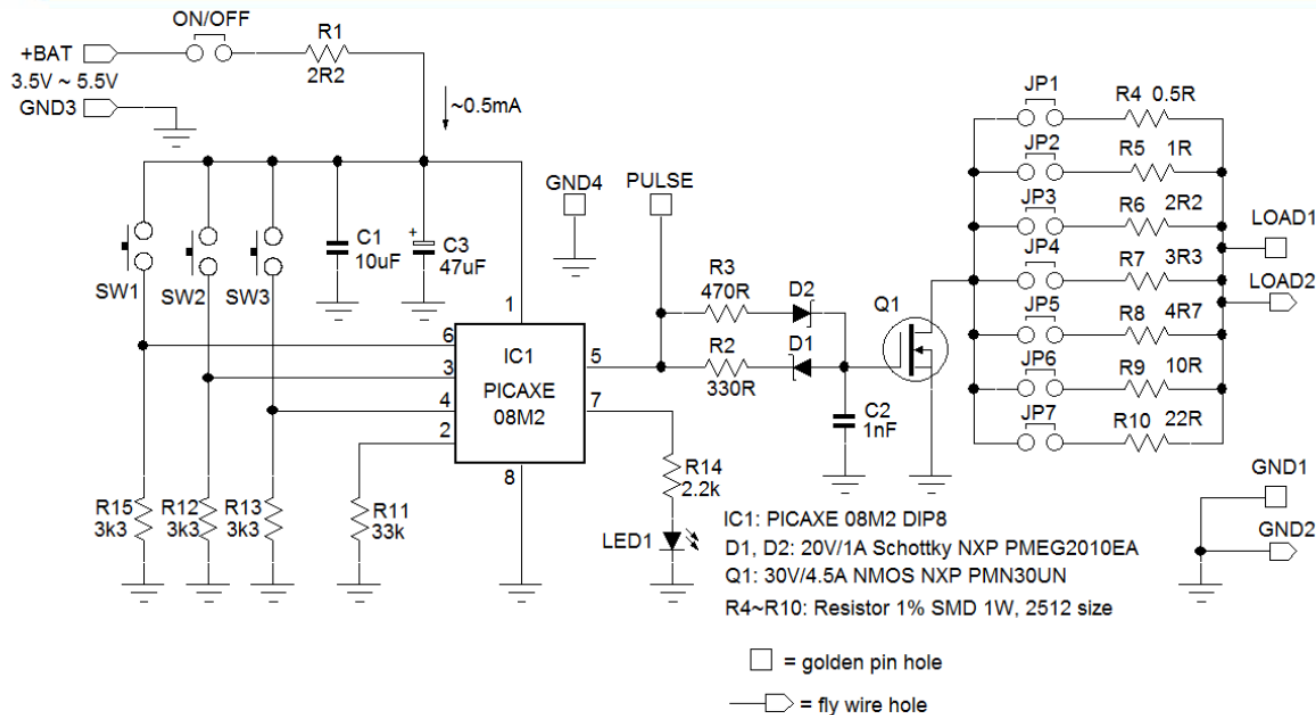 ON/OFF
+BAT
R1
2R2
3.5V ~ 5.5V
GND3
~0.5mA
JP1
R4 0.5R
JP2
R5 1R
JP3
R6 2R2
JP4
R7 3R3
JP5
R8 4R7
JP6
R9 10R
JP7
R10 22R
LOAD1
LOAD2
GND4
PULSE
SW1
SW2
SW3
C1
10uF
+
C3
47uF
R3
470R
D2
D1
R2
330R
Q1
C2
1nF
1
6
3
4
2
5
7
8
IC1
PICAXE
08M2
R15
3k3
R12
3k3
R13
3k3
R11
33k
R14
2.2k
LED1
GND1
GND2
IC1: PICAXE 08M2 DIP8
D1, D2: 20V/1A Schottky NXP PMEG2010EA
Q1: 30V/4.5A NMOS NXP PMN30UN
R4~R10: Resistor 1% SMD 1W, 2512 size
= golden pin hole
= fly wire hole